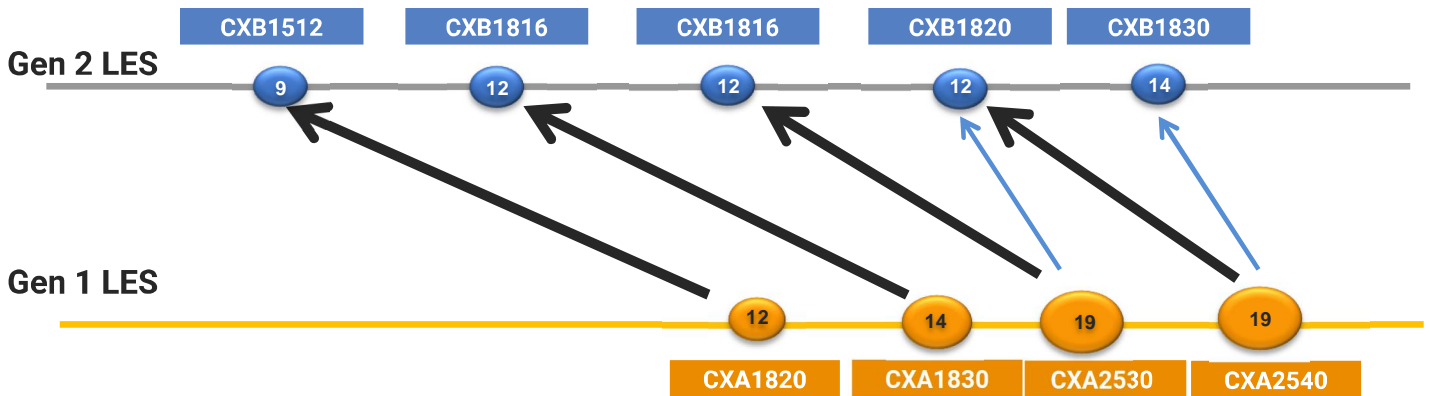 CXB1512
CXB1816
CXB1816
CXB1820
CXB1830
Gen 2 LES
9
12
12
12
14
Gen 1 LES
12
14
19
19
CXA1820
CXA1830
CXA2530
CXA2540